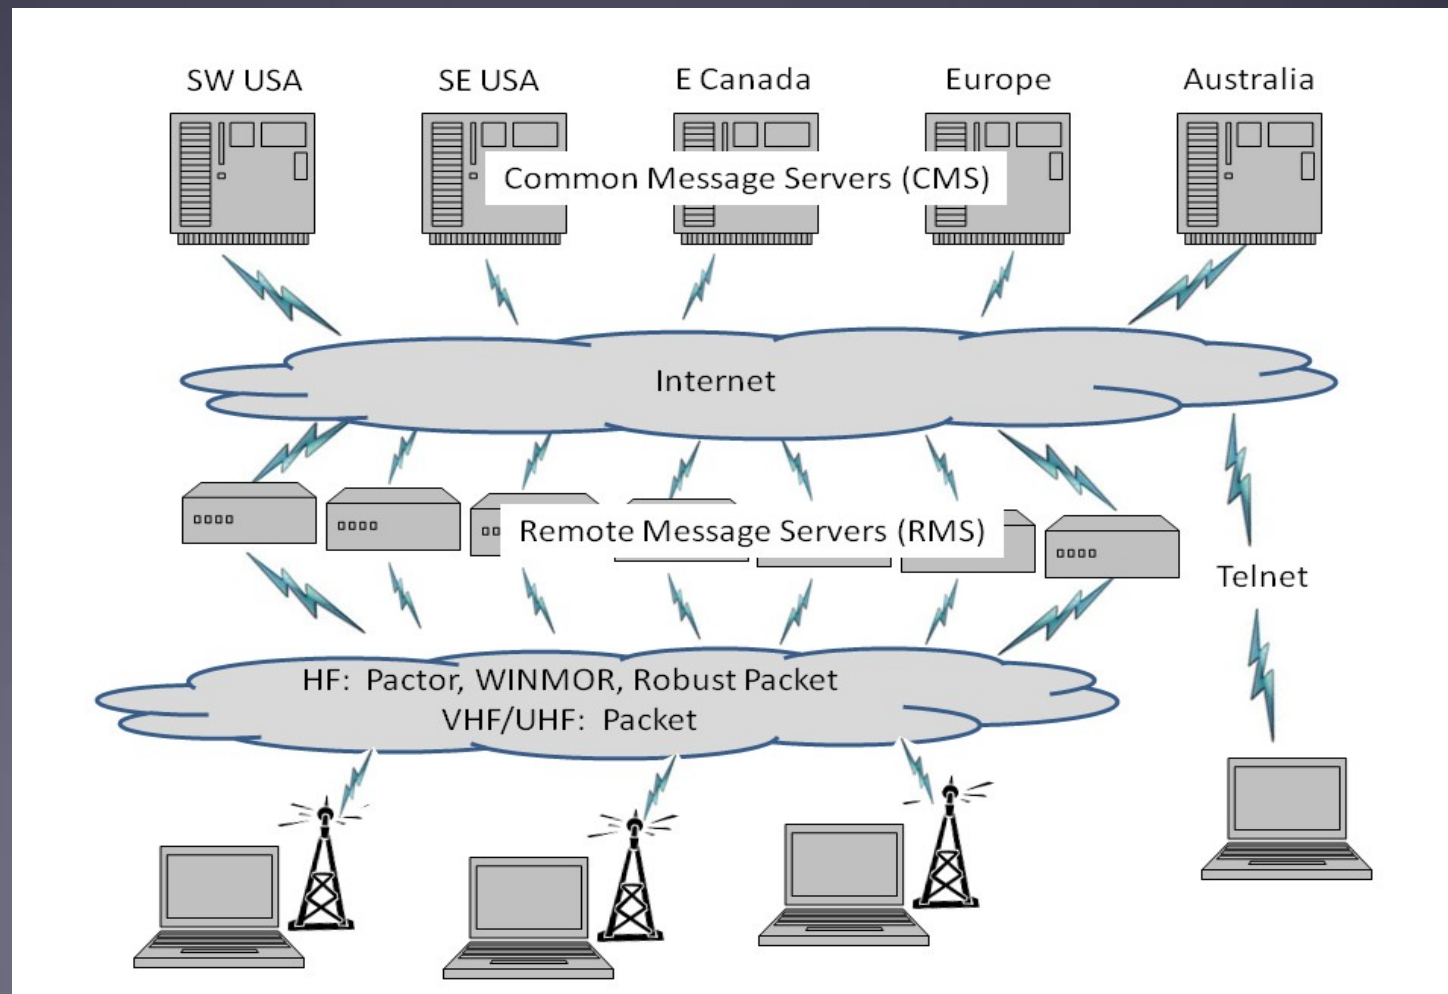 SW USA
SE USA
E Canada
Europe
Australia
Common Message Servers (CMS)
Internet
Remote Message Servers (RMS)
Telnet
HF: Pactor, WINMOR, Robust Packet
VHF/UHF: Packet